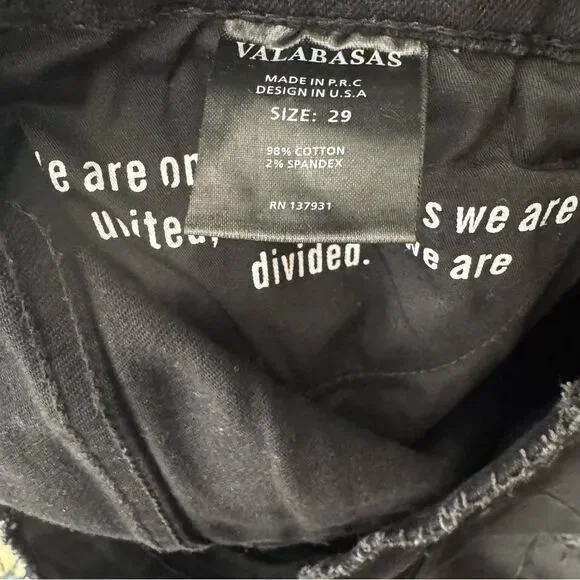 VALABASAS
MADE IN P.R.C
DESIGN IN U.S.A
SIZE: 29
98% COTTON
2% SPANDEX
RN 137931
are s we are
united,
divided. We are